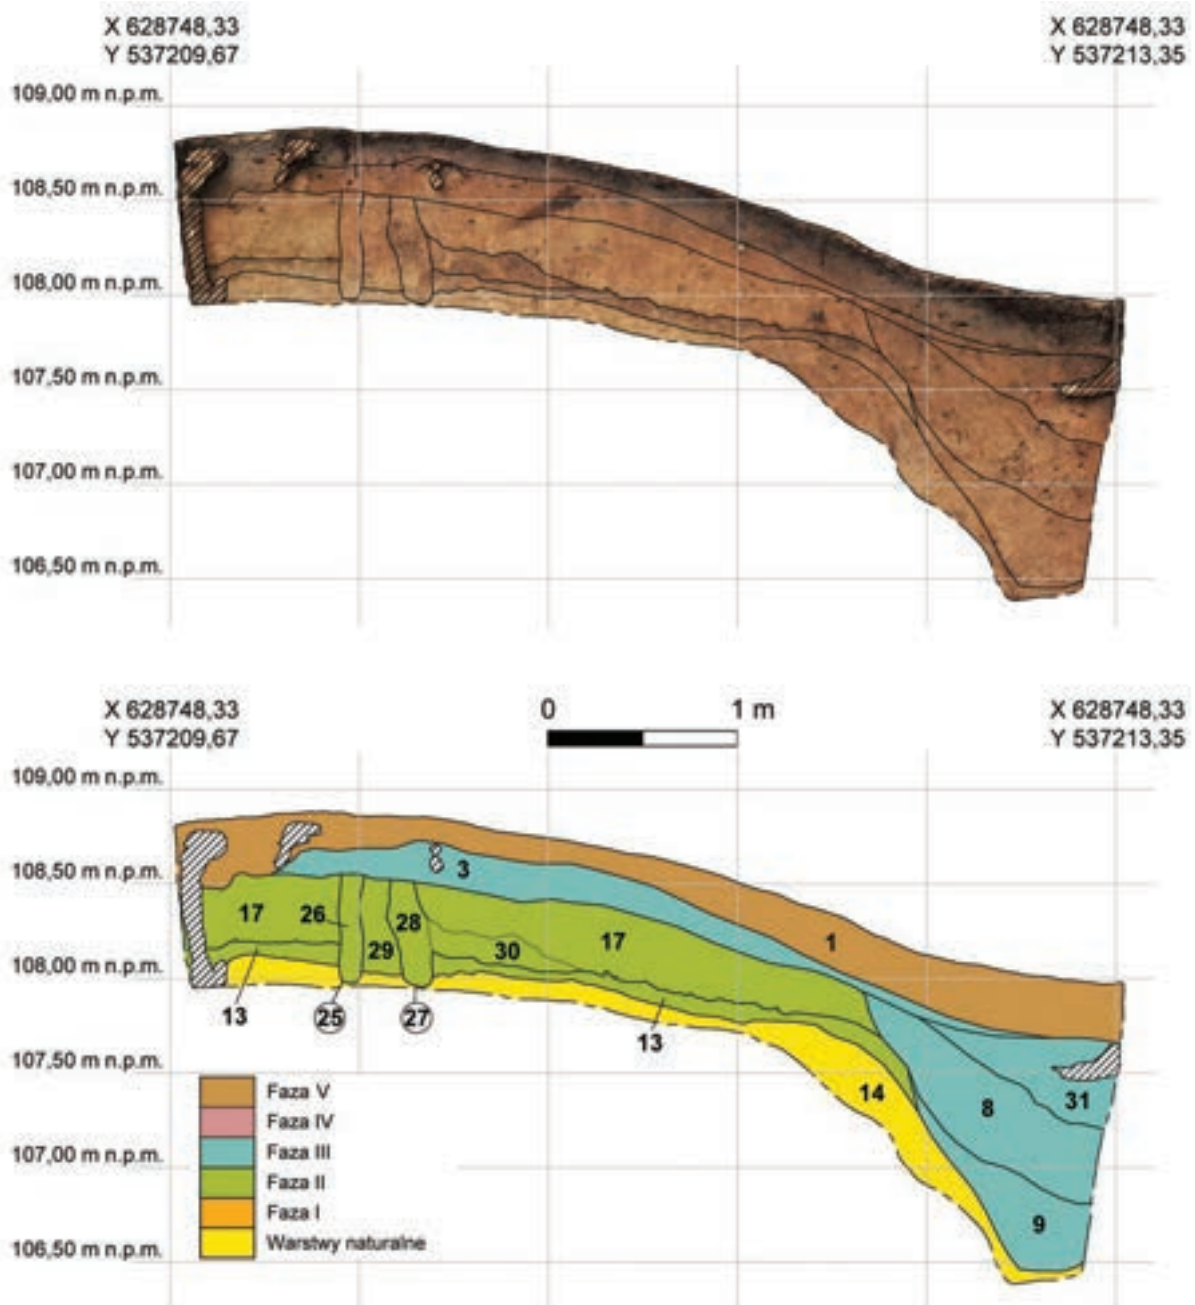 X 628748,33
Y 537209,67
X 628748,33
Y 537213,35
109,00 m n.p.m.
108,50 m n.p.m.
108,00 m n.p.m.
107,50 m n.p.m.
107,00 m n.p.m.
106,50 m n.p.m.
X 628748,33
Y 537209,67
0 1 m
X 628748,33
Y 537213,35
109,00 m n.p.m.
108,50 m n.p.m.
3
17 26 28 17 1
29 30
108,00 m n.p.m.
13 25 27 13
107,50 m n.p.m.
14 8 31
107,00 m n.p.m.
9
106,50 m n.p.m.
Faza V
Faza IV
Faza III
Faza II
Faza I
Warstwy naturalne